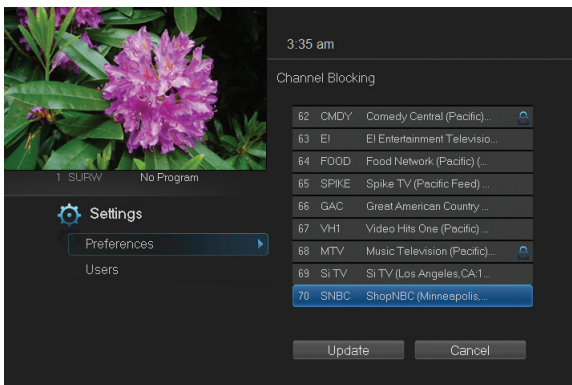 3:35 am
Channel Blocking
62 CMDY Comedy Central (Pacific)...
63 E! E! Entertainment Televisio...
64 FOOD Food Network (Pacific) (...
65 SPIKE Spike TV (Pacific Feed) ...
66 GAC Great American Country ...
67 VH1 Video Hits One (Pacific) ...
68 MTV Music Television (Pacific)...
69 Si TV Si TV (Los Angeles,CA:1...
70 SNBC ShopNBC (Minneapolis,...
1 SURW No Program
Settings
Preferences
Users
Update Cancel